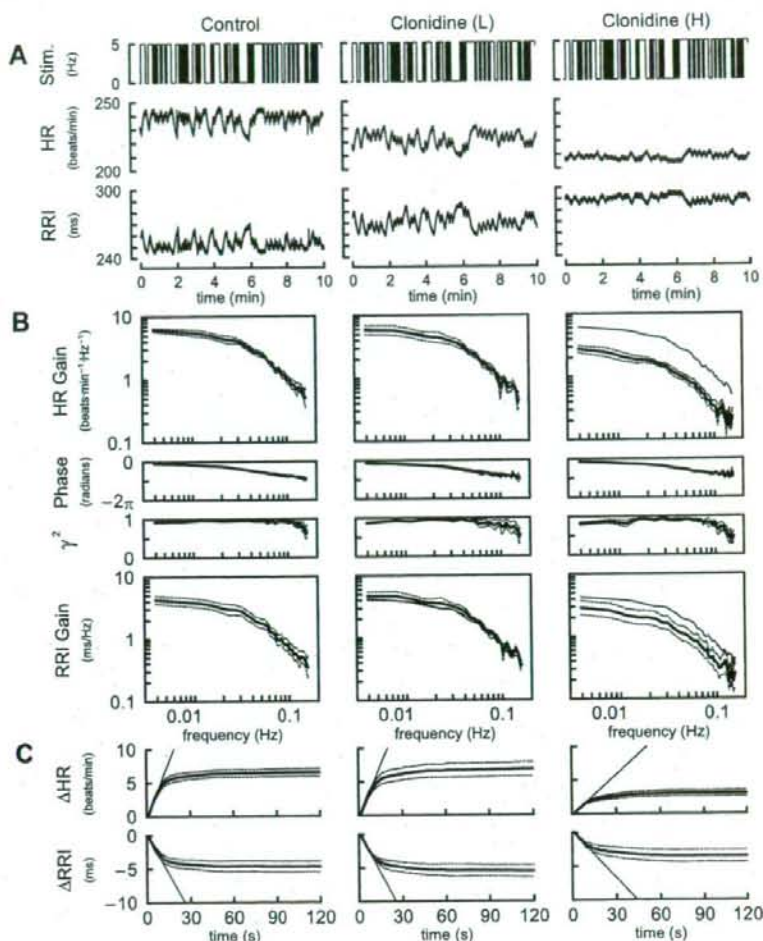 Control Clonidine (L) Clonidine (H)
A
Stim.
(Hz)
5
0
HR
(beats/min)
250
200
RRI
(ms)
300
240
0 2 4 6 8 10 0 2 4 6 8 10 0 2 4 6 8 10
time (min) time (min) time (min)
B
HR Gain
(beats·min⁻¹·Hz⁻¹)
10
1
0.1
Phase
(radians)
0
−2π
γ²
1
0
RRI Gain
(ms/Hz)
10
1
0.1
0.01 0.1 0.01 0.1 0.01 0.1
frequency (Hz) frequency (Hz) frequency (Hz)
C
ΔHR
(beats/min)
10
5
0
ΔRRI
(ms)
0
−5
−10
0 30 60 90 120 0 30 60 90 120 0 30 60 90 120
time (s) time (s) time (s)